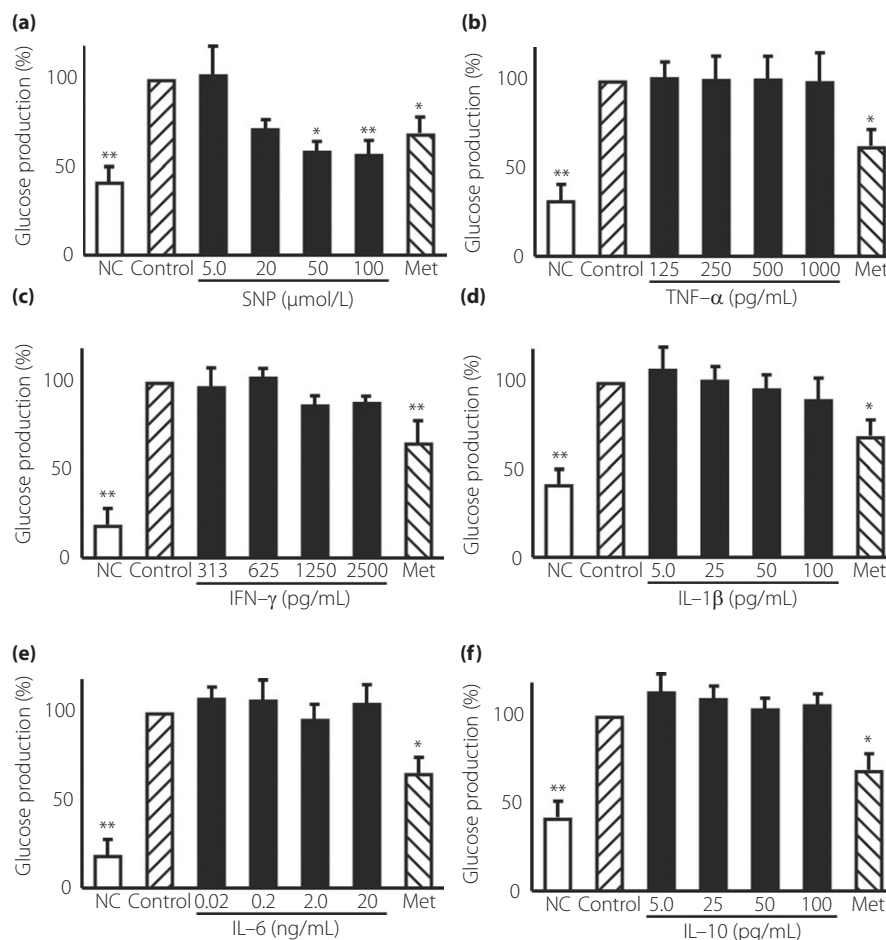 (a)
Glucose production (%)
100
50
0
**
*
**
*
NC Control 5.0 20 50 100 Met
SNP (μmol/L)
(b)
Glucose production (%)
100
50
0
**
*
NC Control 125 250 500 1000 Met
TNF–α (pg/mL)
(c)
Glucose production (%)
100
50
0
**
**
NC Control 313 625 1250 2500 Met
IFN–γ (pg/mL)
(d)
Glucose production (%)
100
50
0
**
*
NC Control 5.0 25 50 100 Met
IL–1β (pg/mL)
(e)
Glucose production (%)
100
50
0
**
*
NC Control 0.02 0.2 2.0 20 Met
IL–6 (ng/mL)
(f)
Glucose production (%)
100
50
0
**
*
NC Control 5.0 25 50 100 Met
IL–10 (pg/mL)